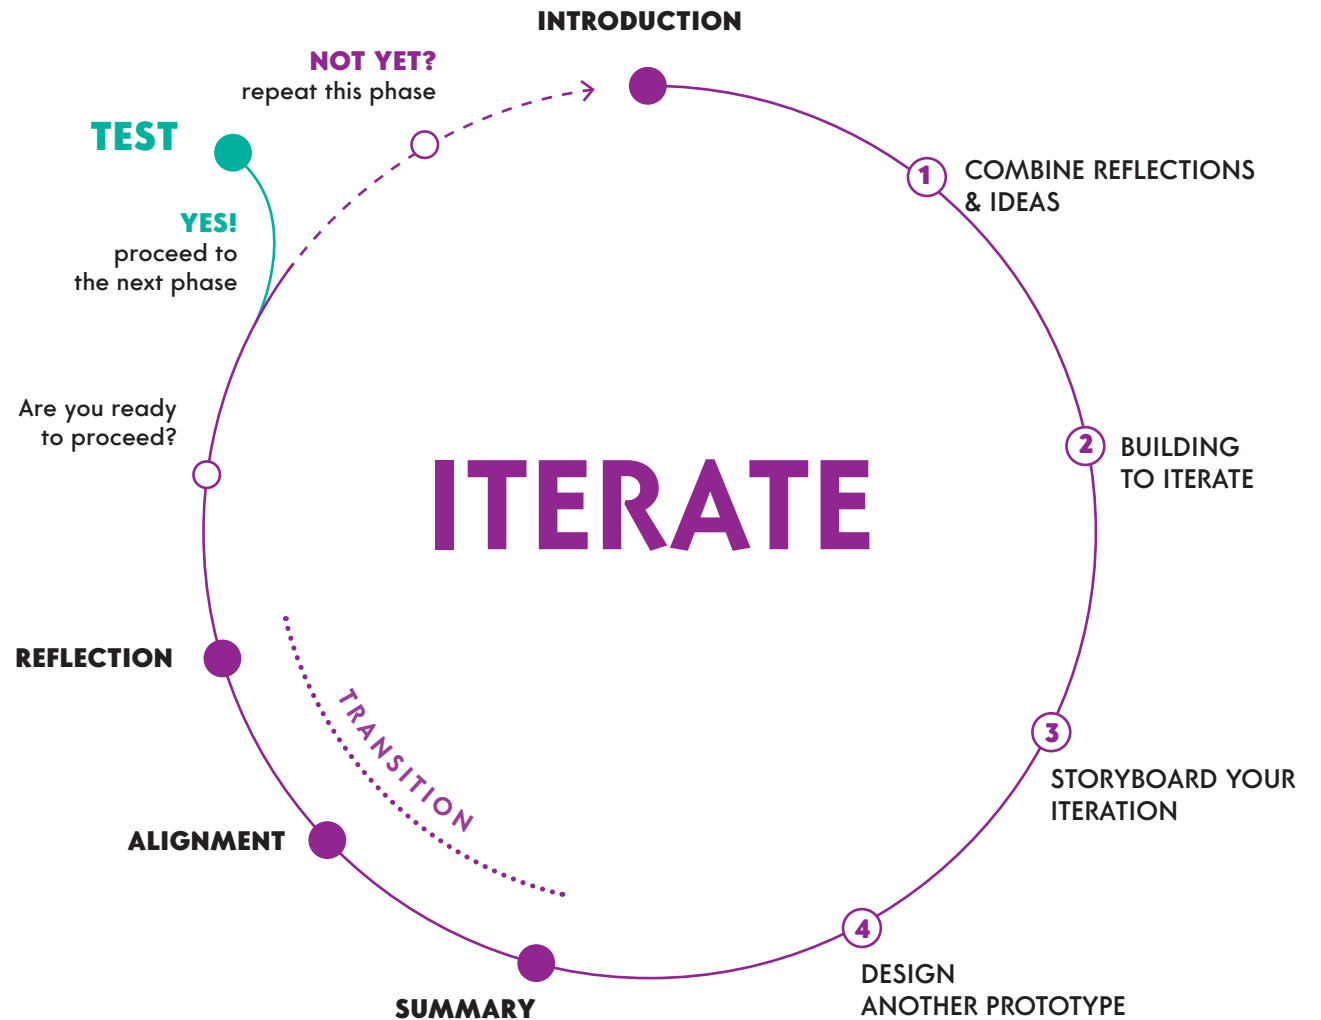 INTRODUCTION
NOT YET?
repeat this phase
TEST
YES!
proceed to
the next phase
Are you ready
to proceed?
1
COMBINE REFLECTIONS
& IDEAS
2
BUILDING
TO ITERATE
ITERATE
3
STORYBOARD YOUR
ITERATION
4
DESIGN
ANOTHER PROTOTYPE
SUMMARY
ALIGNMENT
REFLECTION
TRANSITION